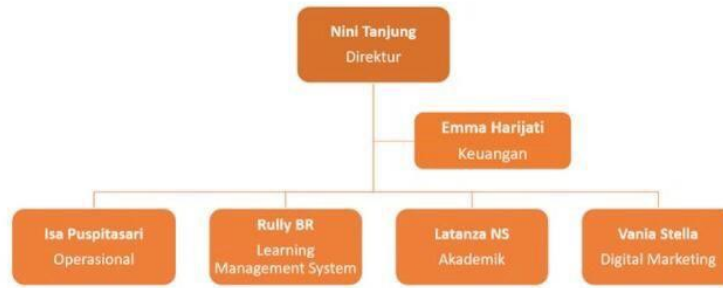 Nini Tanjung
Direktur
Emma Harijati
Keuangan
Isa Puspitasari
Operasional
Rully BR
Learning
Management System
Latanza NS
Akademik
Vania Stella
Digital Marketing